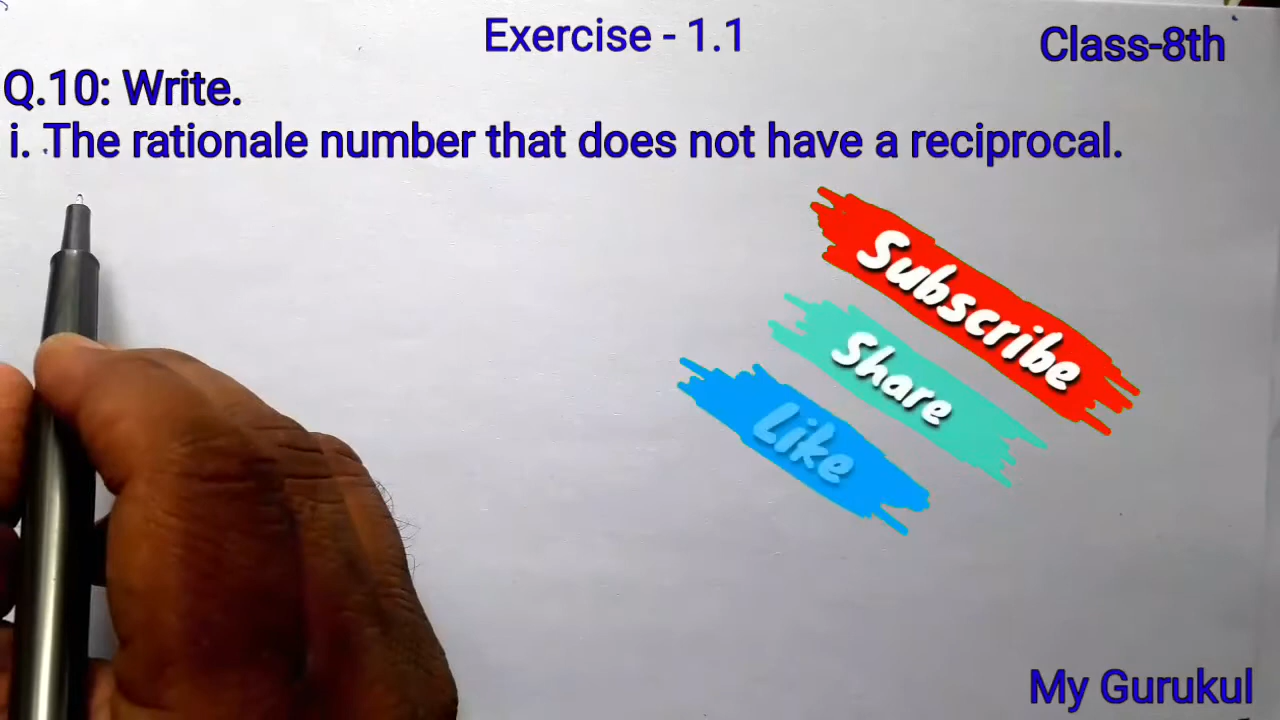 Exercise - 1.1
Class-8th
Q.10: Write.
i. The rationale number that does not have a reciprocal.
Subscribe
Share
Like
My Gurukul